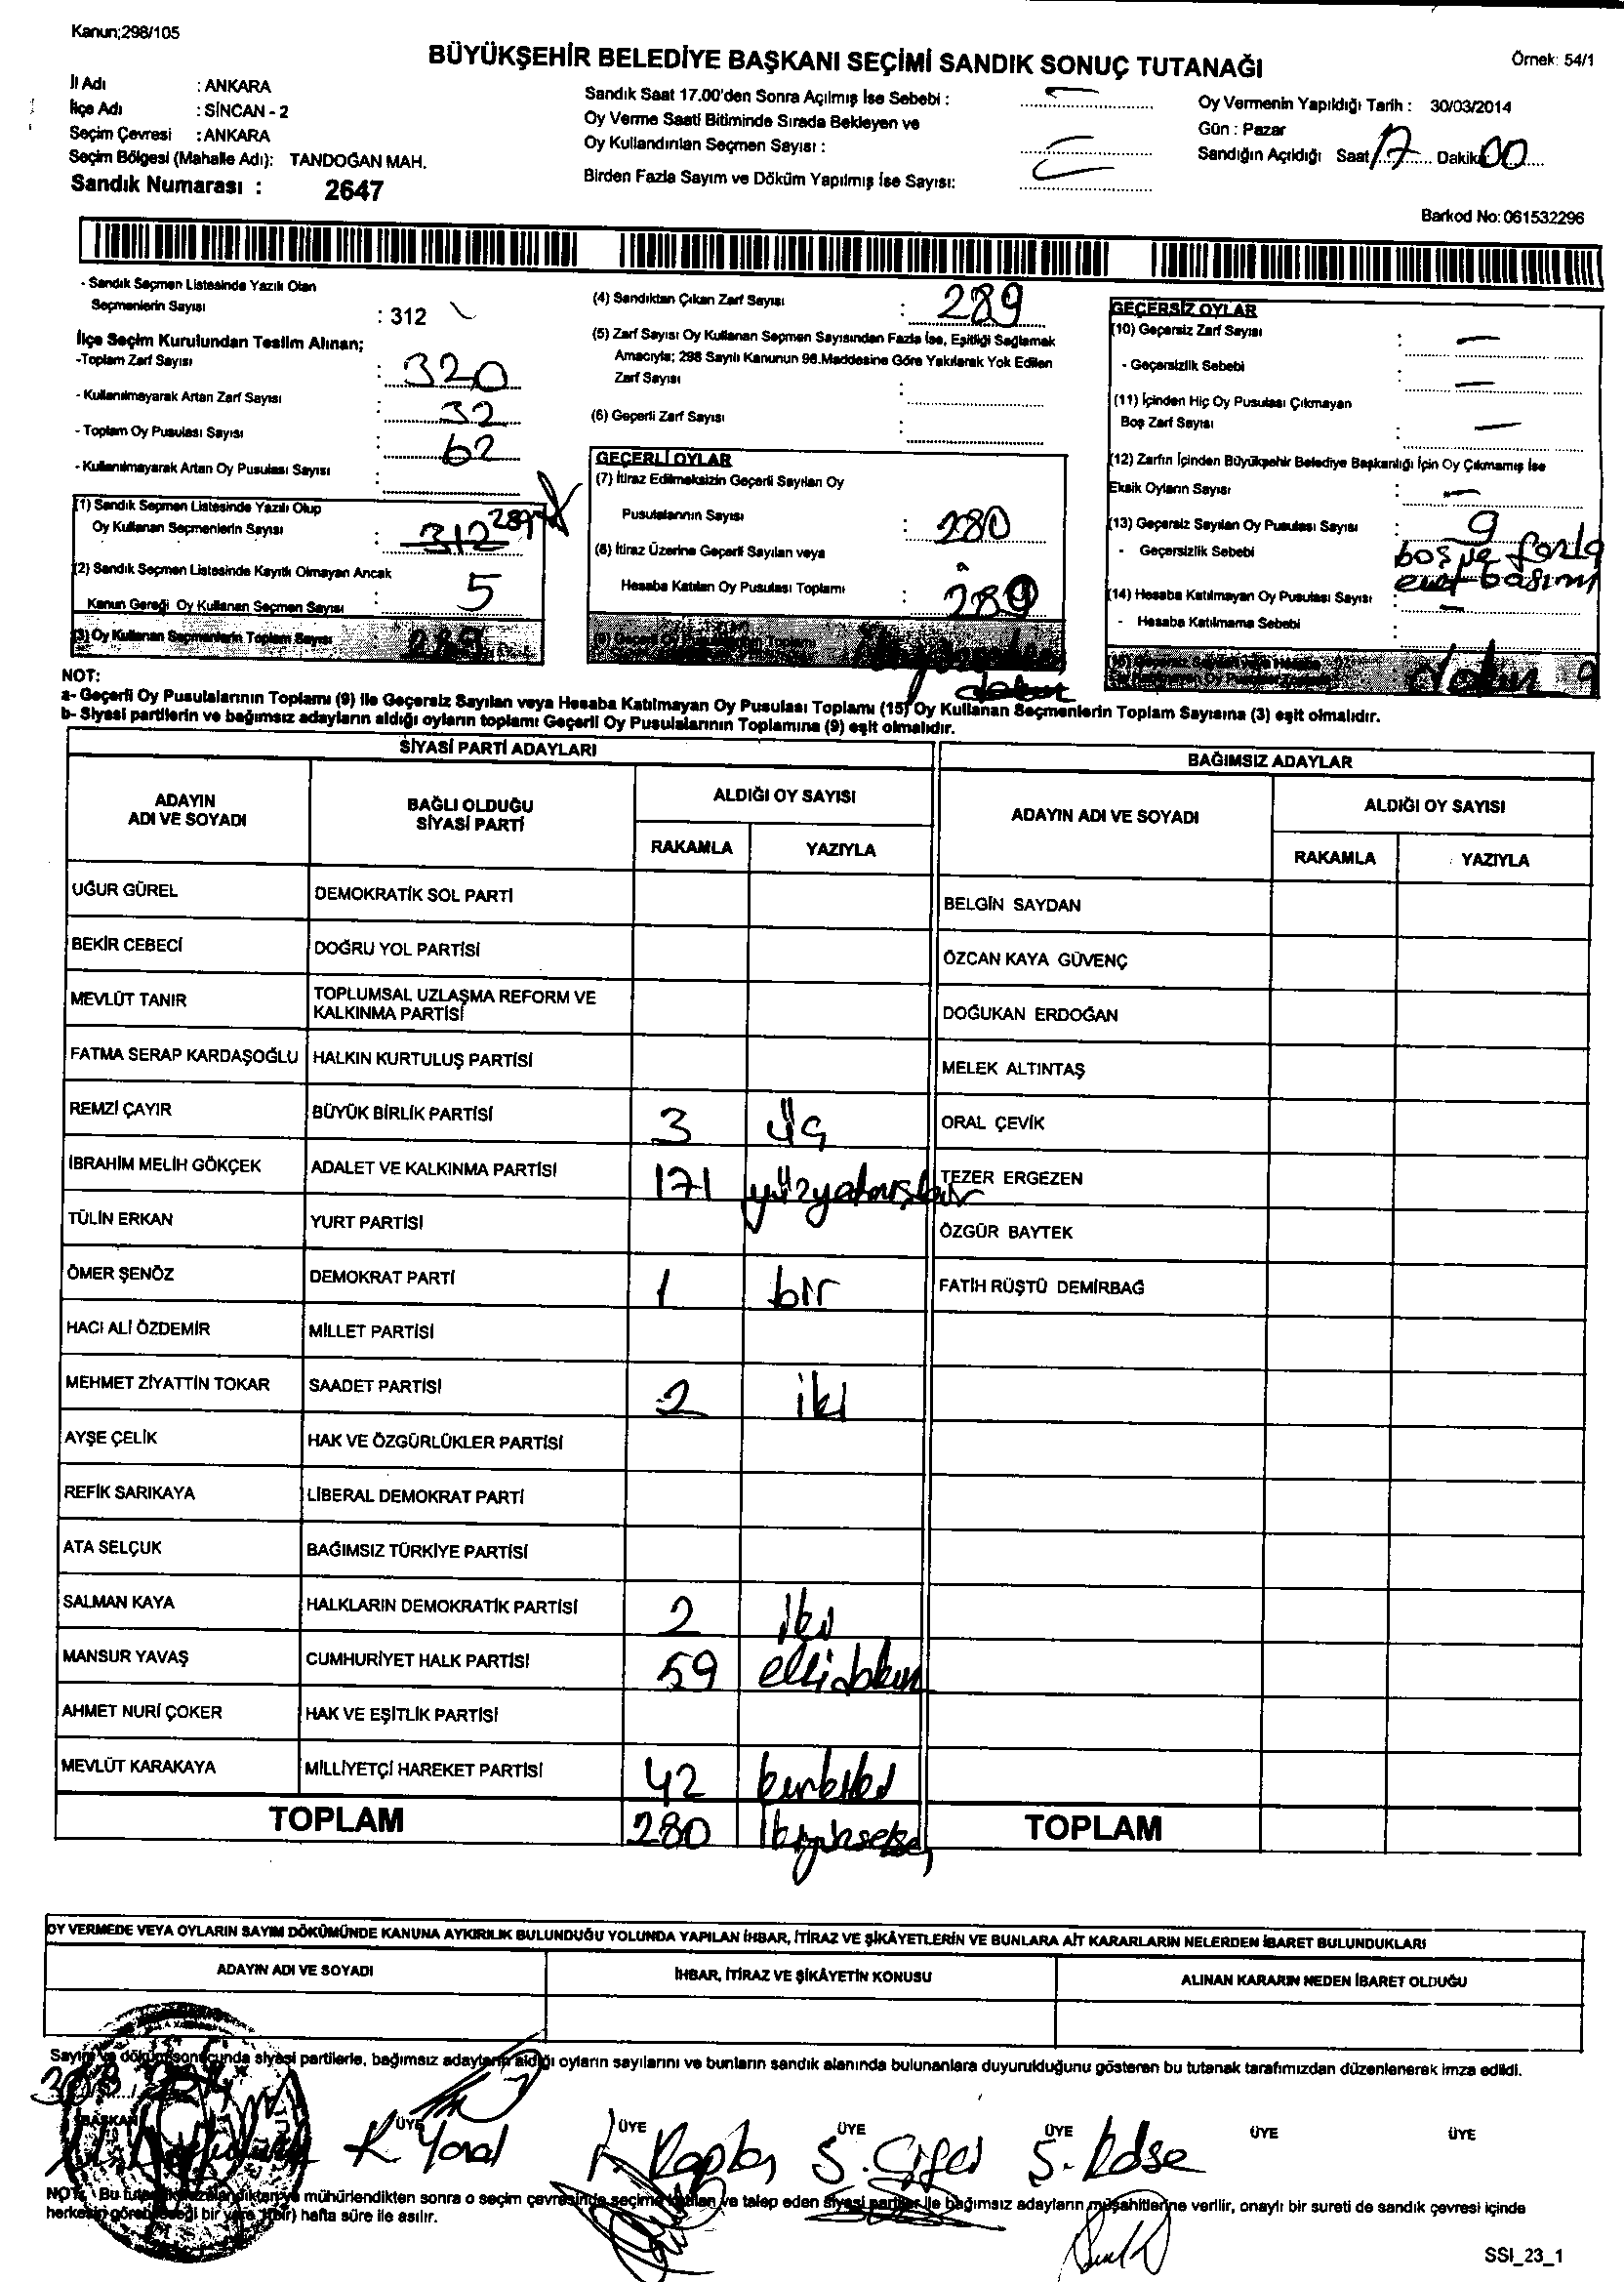 Kanun;298/105
BÜYÜKŞEHİR BELEDİYE BAŞKANI SEÇİMİ SANDIK SONUÇ TUTANAĞI
Örnek: 54/1
İl Adı : ANKARA
İlçe Adı : SİNCAN - 2
Seçim Çevresi : ANKARA
Seçim Bölgesi (Mahalle Adı): TANDOĞAN MAH.
Sandık Numarası : 2647
Sandık Saat 17.00'den Sonra Açılmış İse Sebebi :
Oy Verme Saati Bitiminde Sırada Bekleyen ve
Oy Kullandırılan Seçmen Sayısı :
Birden Fazla Sayım ve Döküm Yapılmış İse Sayısı:
Oy Vermenin Yapıldığı Tarih : 30/03/2014
Gün : Pazar
Sandığın Açıldığı Saat 17 Dakika 00
Barkod No: 061532296
- Sandık Seçmen Listesinde Yazılı Olan
Seçmenlerin Sayısı : 312
İlçe Seçim Kurulundan Teslim Alınan;
-Toplam Zarf Sayısı : 320
- Kullanılmayarak Artan Zarf Sayısı : 32
- Toplam Oy Pusulası Sayısı : 62
- Kullanılmayarak Artan Oy Pusulası Sayısı :
(1) Sandık Seçmen Listesinde Yazılı Olup
Oy Kullanan Seçmenlerin Sayısı : 312 289
(2) Sandık Seçmen Listesinde Kayıtlı Olmayan Ancak
Kanun Gereği Oy Kullanan Seçmen Sayısı : 5
(3) Oy Kullanan Seçmenlerin Toplam Sayısı : 289
(4) Sandıktan Çıkan Zarf Sayısı : 289
(5) Zarf Sayısı Oy Kullanan Seçmen Sayısından Fazla İse, Eşitliği Sağlamak
Amacıyla; 298 Sayılı Kanunun 98.Maddesine Göre Yakılarak Yok Edilen
Zarf Sayısı :
(6) Geçerli Zarf Sayısı :
GEÇERLİ OYLAR
(7) İtiraz Edilmeksizin Geçerli Sayılan Oy
Pusulalarının Sayısı : 280
(8) İtiraz Üzerine Geçerli Sayılan veya
Hesaba Katılan Oy Pusulası Toplamı : 289
(9) Geçerli Oy Pusulalarının Toplamı
GEÇERSİZ OYLAR
(10) Geçersiz Zarf Sayısı : —
- Geçersizlik Sebebi : —
(11) İçinden Hiç Oy Pusulası Çıkmayan
Boş Zarf Sayısı : —
(12) Zarfın İçinden Büyükşehir Belediye Başkanlığı İçin Oy Çıkmamış İse
Eksik Oyların Sayısı : —
(13) Geçersiz Sayılan Oy Pusulası Sayısı : 9
- Geçersizlik Sebebi : boş ve fazla
evet basımı
(14) Hesaba Katılmayan Oy Pusulası Sayısı : —
- Hesaba Katılmama Sebebi :
Dokuz 9
NOT:
a- Geçerli Oy Pusulalarının Toplamı (9) ile Geçersiz Sayılan veya Hesaba Katılmayan Oy Pusulası Toplamı (15) Oy Kullanan Seçmenlerin Toplam Sayısına (3) eşit olmalıdır.
b- Siyasi partilerin ve bağımsız adayların aldığı oyların toplamı Geçerli Oy Pusulalarının Toplamına (9) eşit olmalıdır.
SİYASİ PARTİ ADAYLARI
BAĞIMSIZ ADAYLAR
ADAYIN ADI VE SOYADI
BAĞLI OLDUĞU SİYASİ PARTİ
ALDIĞI OY SAYISI
ADAYIN ADI VE SOYADI
ALDIĞI OY SAYISI
RAKAMLA YAZIYLA
RAKAMLA YAZIYLA
UĞUR GÜREL DEMOKRATİK SOL PARTİ BELGİN SAYDAN
BEKİR CEBECİ DOĞRU YOL PARTİSİ ÖZCAN KAYA GÜVENÇ
MEVLÜT TANIR TOPLUMSAL UZLAŞMA REFORM VE KALKINMA PARTİSİ DOĞUKAN ERDOĞAN
FATMA SERAP KARDAŞOĞLU HALKIN KURTULUŞ PARTİSİ MELEK ALTINTAŞ
REMZİ ÇAYIR BÜYÜK BİRLİK PARTİSİ 3 üç ORAL ÇEVİK
İBRAHİM MELİH GÖKÇEK ADALET VE KALKINMA PARTİSİ 171 TEZER ERGEZEN
TÜLİN ERKAN YURT PARTİSİ ÖZGÜR BAYTEK
ÖMER ŞENÖZ DEMOKRAT PARTİ 1 bir FATİH RÜŞTÜ DEMİRBAĞ
HACI ALİ ÖZDEMİR MİLLET PARTİSİ
MEHMET ZİYATTİN TOKAR SAADET PARTİSİ 2 iki
AYŞE ÇELİK HAK VE ÖZGÜRLÜKLER PARTİSİ
REFİK SARIKAYA LİBERAL DEMOKRAT PARTİ
ATA SELÇUK BAĞIMSIZ TÜRKİYE PARTİSİ
SALMAN KAYA HALKLARIN DEMOKRATİK PARTİSİ 2 iki
MANSUR YAVAŞ CUMHURİYET HALK PARTİSİ 59 ellidokuz
AHMET NURİ ÇOKER HAK VE EŞİTLİK PARTİSİ
MEVLÜT KARAKAYA MİLLİYETÇİ HAREKET PARTİSİ 42 kırkiki
TOPLAM 280 ikiyüzseksen TOPLAM
OY VERMEDE VEYA OYLARIN SAYIM DÖKÜMÜNDE KANUNA AYKIRILIK BULUNDUĞU YOLUNDA YAPILAN İHBAR, İTİRAZ VE ŞİKÂYETLERİN VE BUNLARA AİT KARARLARIN NELERDEN İBARET BULUNDUKLARI
ADAYIN ADI VE SOYADI İHBAR, İTİRAZ VE ŞİKÂYETİN KONUSU ALINAN KARARIN NEDEN İBARET OLDUĞU
Sayım ve döküm sonucunda siyasi partilerle, bağımsız adayların aldığı oyların sayılarını ve bunların sandık alanında bulunanlara duyurulduğunu gösteren bu tutanak tarafımızdan düzenlenerek imza edildi.
BAŞKAN ÜYE ÜYE ÜYE ÜYE ÜYE ÜYE
K. Yoral S. Köse
NOT: Bu tutanak imzalandıktan ve mühürlendikten sonra o seçim çevresinde seçime katılan ve talep eden siyasi partiler ile bağımsız adayların müşahitlerine verilir, onaylı bir sureti de sandık çevresi içinde
herkesin görebileceği bir yere 1(bir) hafta süre ile asılır.
SSI_23_1